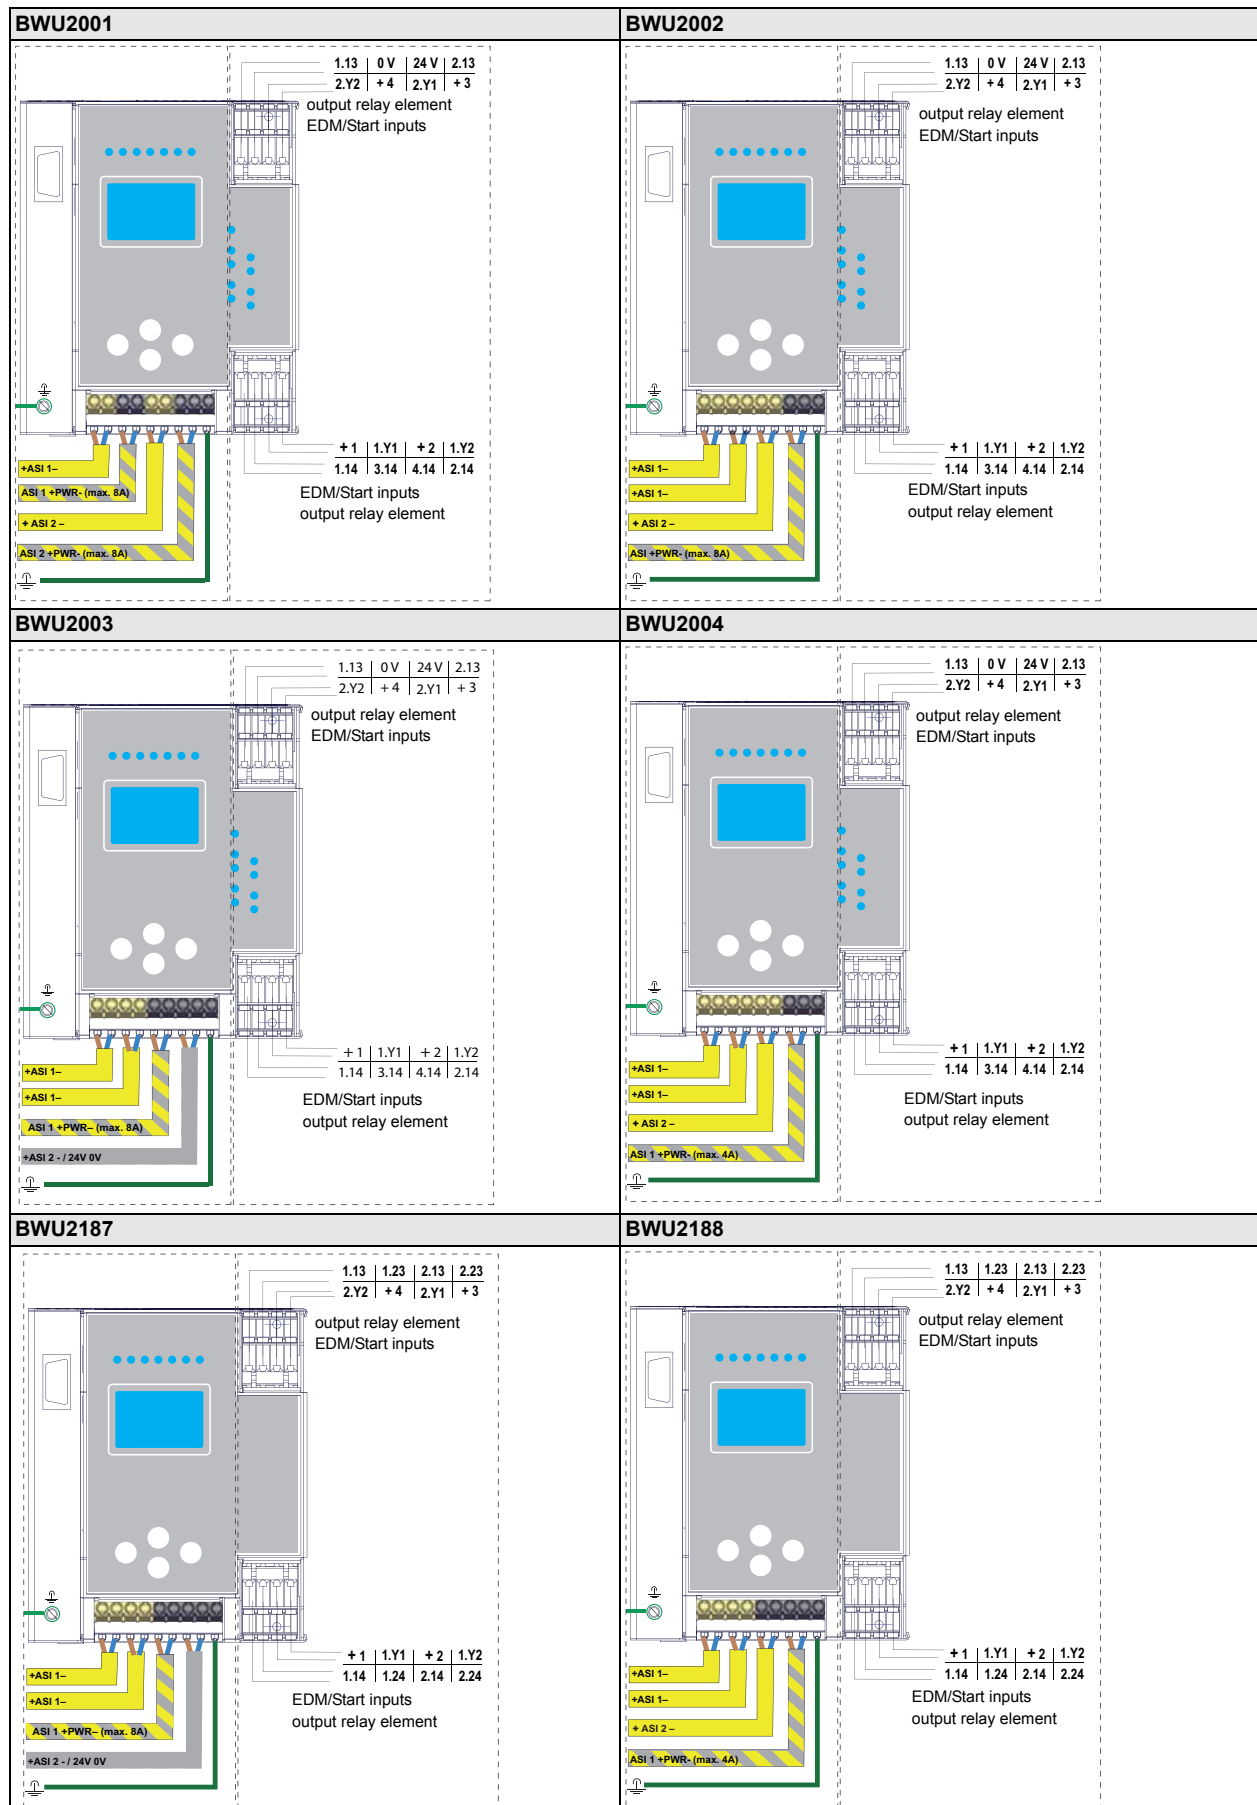 BWU2001
1.13 0 V 24 V 2.13
2.Y2 + 4 2.Y1 + 3
output relay element
EDM/Start inputs
+ 1 1.Y1 + 2 1.Y2
1.14 3.14 4.14 2.14
EDM/Start inputs
output relay element
+ASI 1–
ASI 1 +PWR- (max. 8A)
+ ASI 2 –
ASI 2 +PWR- (max. 8A)
BWU2002
1.13 0 V 24 V 2.13
2.Y2 + 4 2.Y1 + 3
output relay element
EDM/Start inputs
+ 1 1.Y1 + 2 1.Y2
1.14 3.14 4.14 2.14
EDM/Start inputs
output relay element
+ASI 1–
+ASI 1–
+ ASI 2 –
ASI +PWR- (max. 8A)
BWU2003
1.13 0 V 24 V 2.13
2.Y2 + 4 2.Y1 + 3
output relay element
EDM/Start inputs
+ 1 1.Y1 + 2 1.Y2
1.14 3.14 4.14 2.14
EDM/Start inputs
output relay element
+ASI 1–
+ASI 1–
ASI 1 +PWR– (max. 8A)
+ASI 2 - / 24V 0V
BWU2004
1.13 0 V 24 V 2.13
2.Y2 + 4 2.Y1 + 3
output relay element
EDM/Start inputs
+ 1 1.Y1 + 2 1.Y2
1.14 3.14 4.14 2.14
EDM/Start inputs
output relay element
+ASI 1–
+ASI 1–
+ ASI 2 –
ASI 1 +PWR- (max. 4A)
BWU2187
1.13 1.23 2.13 2.23
2.Y2 + 4 2.Y1 + 3
output relay element
EDM/Start inputs
+ 1 1.Y1 + 2 1.Y2
1.14 1.24 2.14 2.24
EDM/Start inputs
output relay element
+ASI 1–
+ASI 1–
ASI 1 +PWR– (max. 8A)
+ASI 2 - / 24V 0V
BWU2188
1.13 1.23 2.13 2.23
2.Y2 + 4 2.Y1 + 3
output relay element
EDM/Start inputs
+ 1 1.Y1 + 2 1.Y2
1.14 1.24 2.14 2.24
EDM/Start inputs
output relay element
+ASI 1–
+ASI 1–
+ ASI 2 –
ASI 1 +PWR- (max. 4A)